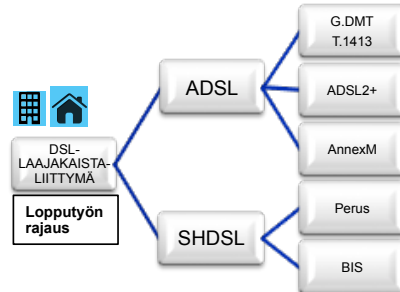 G.DMT
T.1413
ADSL
ADSL2+
DSL-
LAAJAKAISTA-
LIITTYMÄ
AnnexM
Lopputyön
rajaus
Perus
SHDSL
BIS